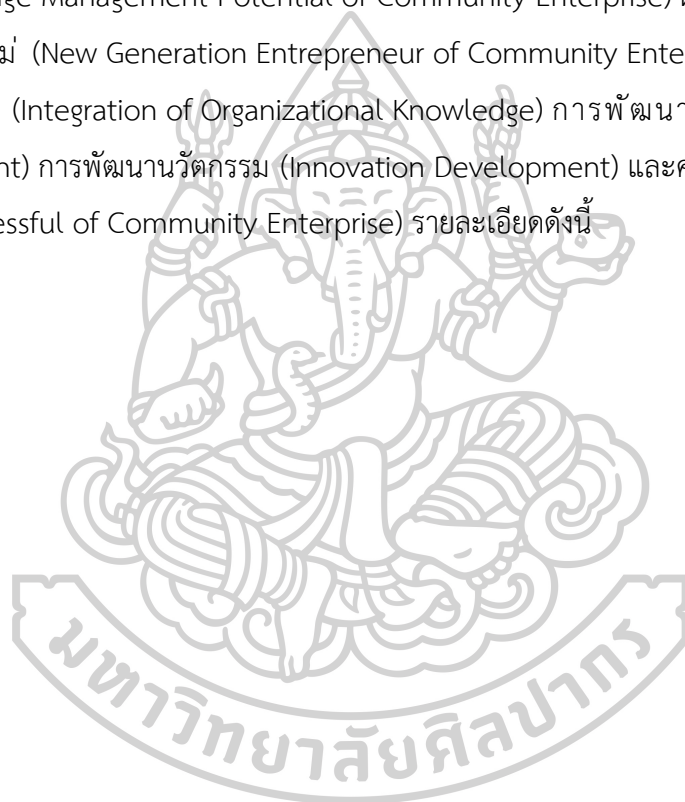 ge Management Potential of Community Enterprise)
ม่ (New Generation Entrepreneur of Community Ente
(Integration of Organizational Knowledge) การพัฒนา
nt) การพัฒนานวัตกรรม (Innovation Development) และค
essful of Community Enterprise) รายละเอียดดังนี้
มหาวิทยาลัยศิลปากร